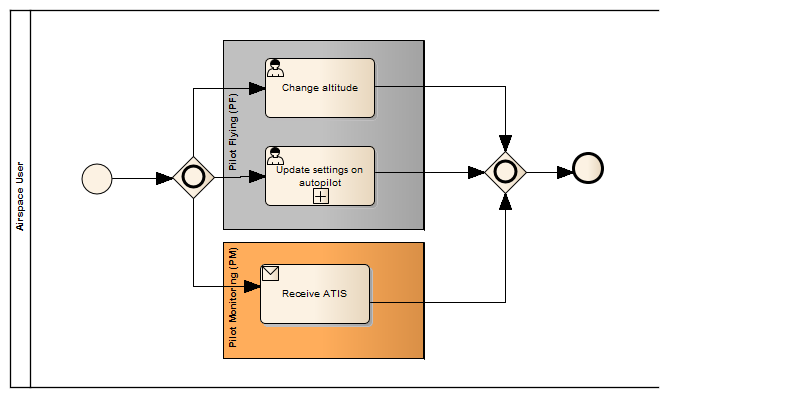 Airspace User
Pilot Flying (PF)
Change altitude
Update settings on
autopilot
Pilot Monitoring (PM)
Receive ATIS